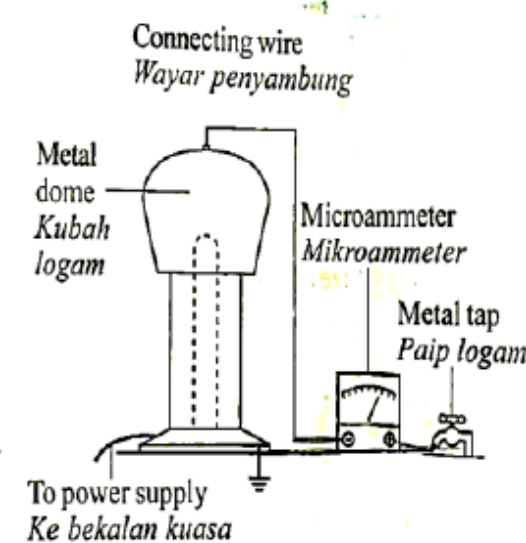 Connecting wire
Wayar penyambung
Metal
dome
Kubah
logam
Microammeter
Mikroammeter
Metal tap
Paip logam
To power supply
Ke bekalan kuasa